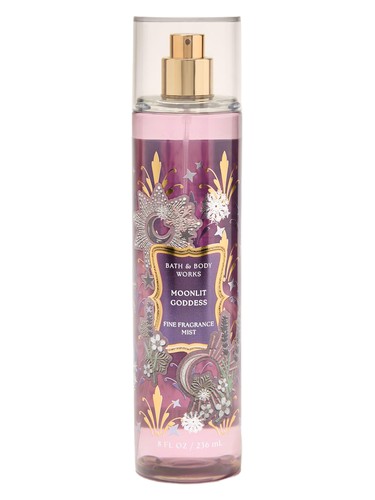 BATH & BODY
WORKS
MOONLIT
GODDESS
FINE FRAGRANCE
MIST
8 FL OZ / 236 mL